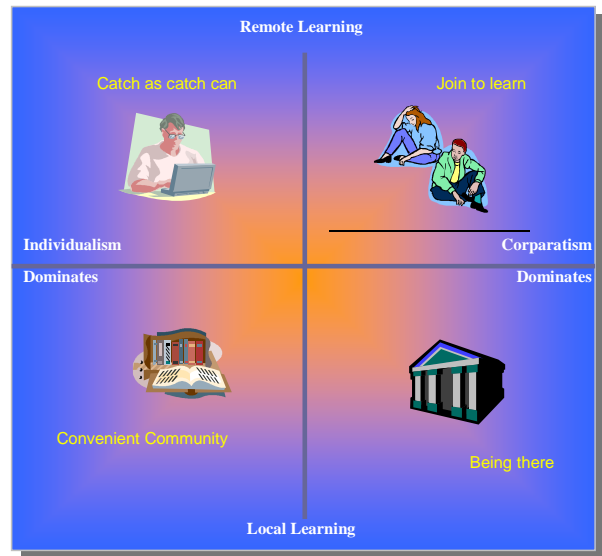 Remote Learning
Catch as catch can
Join to learn
Individualism
Corparatism
Dominates
Dominates
Convenient Community
Being there
Local Learning